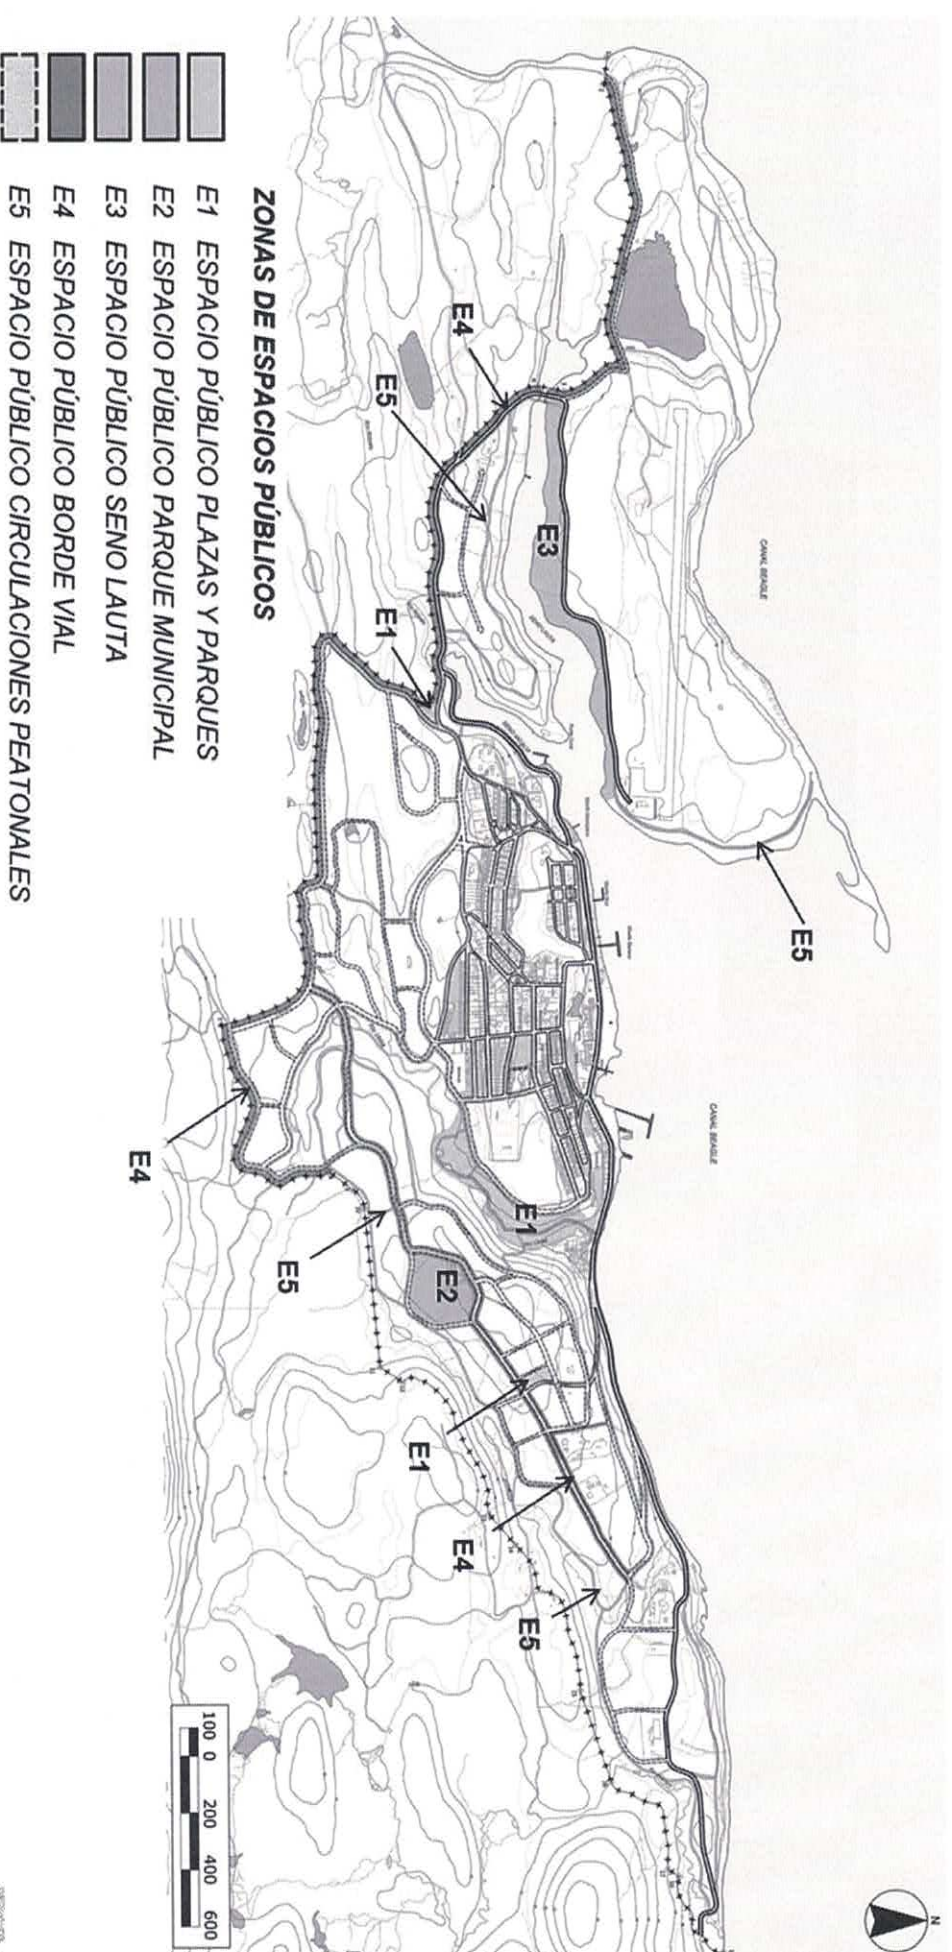 CANAL BEAGLE
CANAL BEAGLE
E4
E5
E3
E1
E5
E1
E2
E4
E5
E1
E4
E5
N
ZONAS DE ESPACIOS PÚBLICOS
E1 ESPACIO PÚBLICO PLAZAS Y PARQUES
E2 ESPACIO PÚBLICO PARQUE MUNICIPAL
E3 ESPACIO PÚBLICO SENO LAUTA
E4 ESPACIO PÚBLICO BORDE VIAL
E5 ESPACIO PÚBLICO CIRCULACIONES PEATONALES
100 0 200 400 600